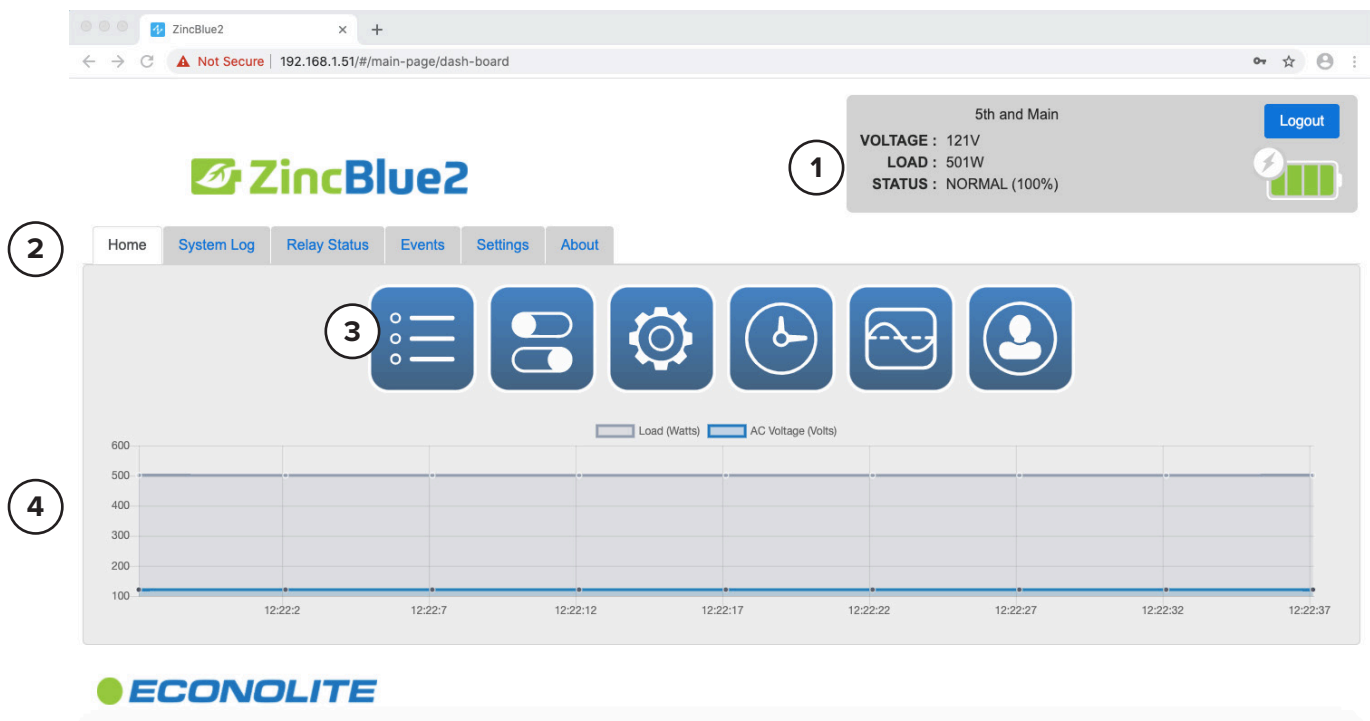 ZincBlue2
Not Secure | 192.168.1.51/#/main-page/dash-board
5th and Main
Logout
VOLTAGE : 121V
1
LOAD : 501W
STATUS : NORMAL (100%)
ZincBlue2
2
Home System Log Relay Status Events Settings About
3
Load (Watts) AC Voltage (Volts)
600
500
4
400
300
200
100
12:22:2 12:22:7 12:22:12 12:22:17 12:22:22 12:22:27 12:22:32 12:22:37
ECONOLITE